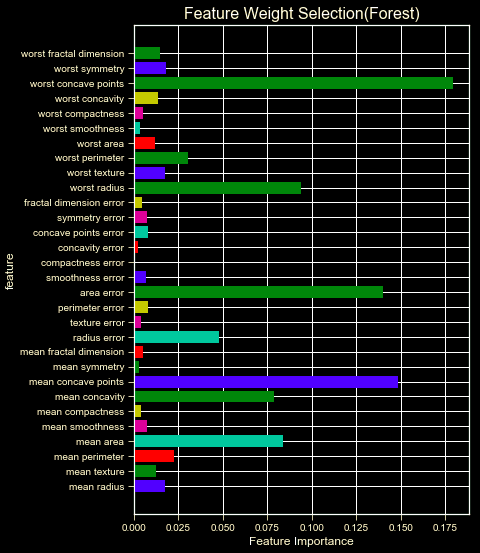 Feature Weight Selection(Forest)
worst fractal dimension
worst symmetry
worst concave points
worst concavity
worst compactness
worst smoothness
worst area
worst perimeter
worst texture
worst radius
fractal dimension error
symmetry error
concave points error
concavity error
compactness error
smoothness error
area error
perimeter error
texture error
radius error
mean fractal dimension
mean symmetry
mean concave points
mean concavity
mean compactness
mean smoothness
mean area
mean perimeter
mean texture
mean radius
feature
0.000 0.025 0.050 0.075 0.100 0.125 0.150 0.175
Feature Importance